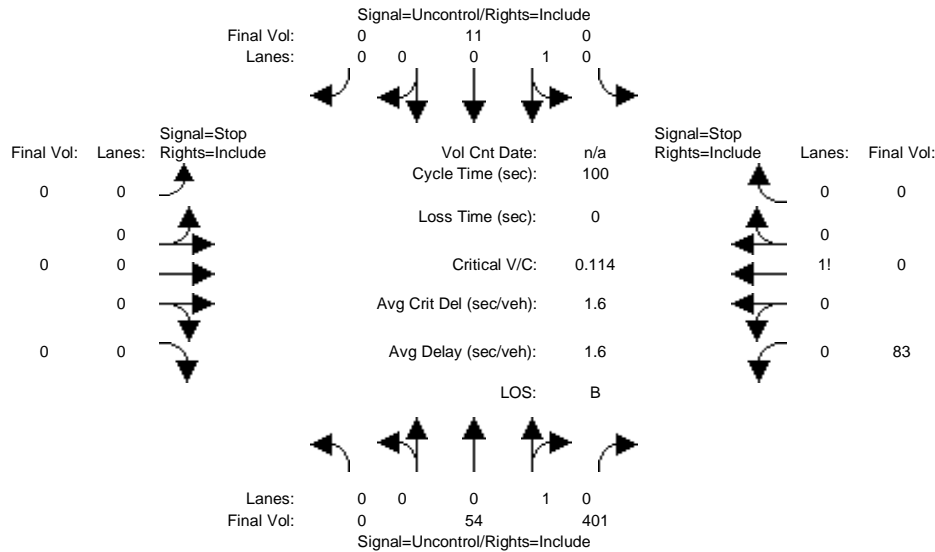 Signal=Uncontrol/Rights=Include
Final Vol: 0 11 0
Lanes: 0 0 0 1 0
Signal=Stop Signal=Stop
Final Vol: Lanes: Rights=Include Vol Cnt Date: n/a Rights=Include Lanes: Final Vol:
Cycle Time (sec): 100
0 0 0 0
Loss Time (sec): 0
0 0
0 0 Critical V/C: 0.114 1! 0
0 Avg Crit Del (sec/veh): 1.6 0
0 0 Avg Delay (sec/veh): 1.6 0 83
LOS: B
Lanes: 0 0 0 1 0
Final Vol: 0 54 401
Signal=Uncontrol/Rights=Include